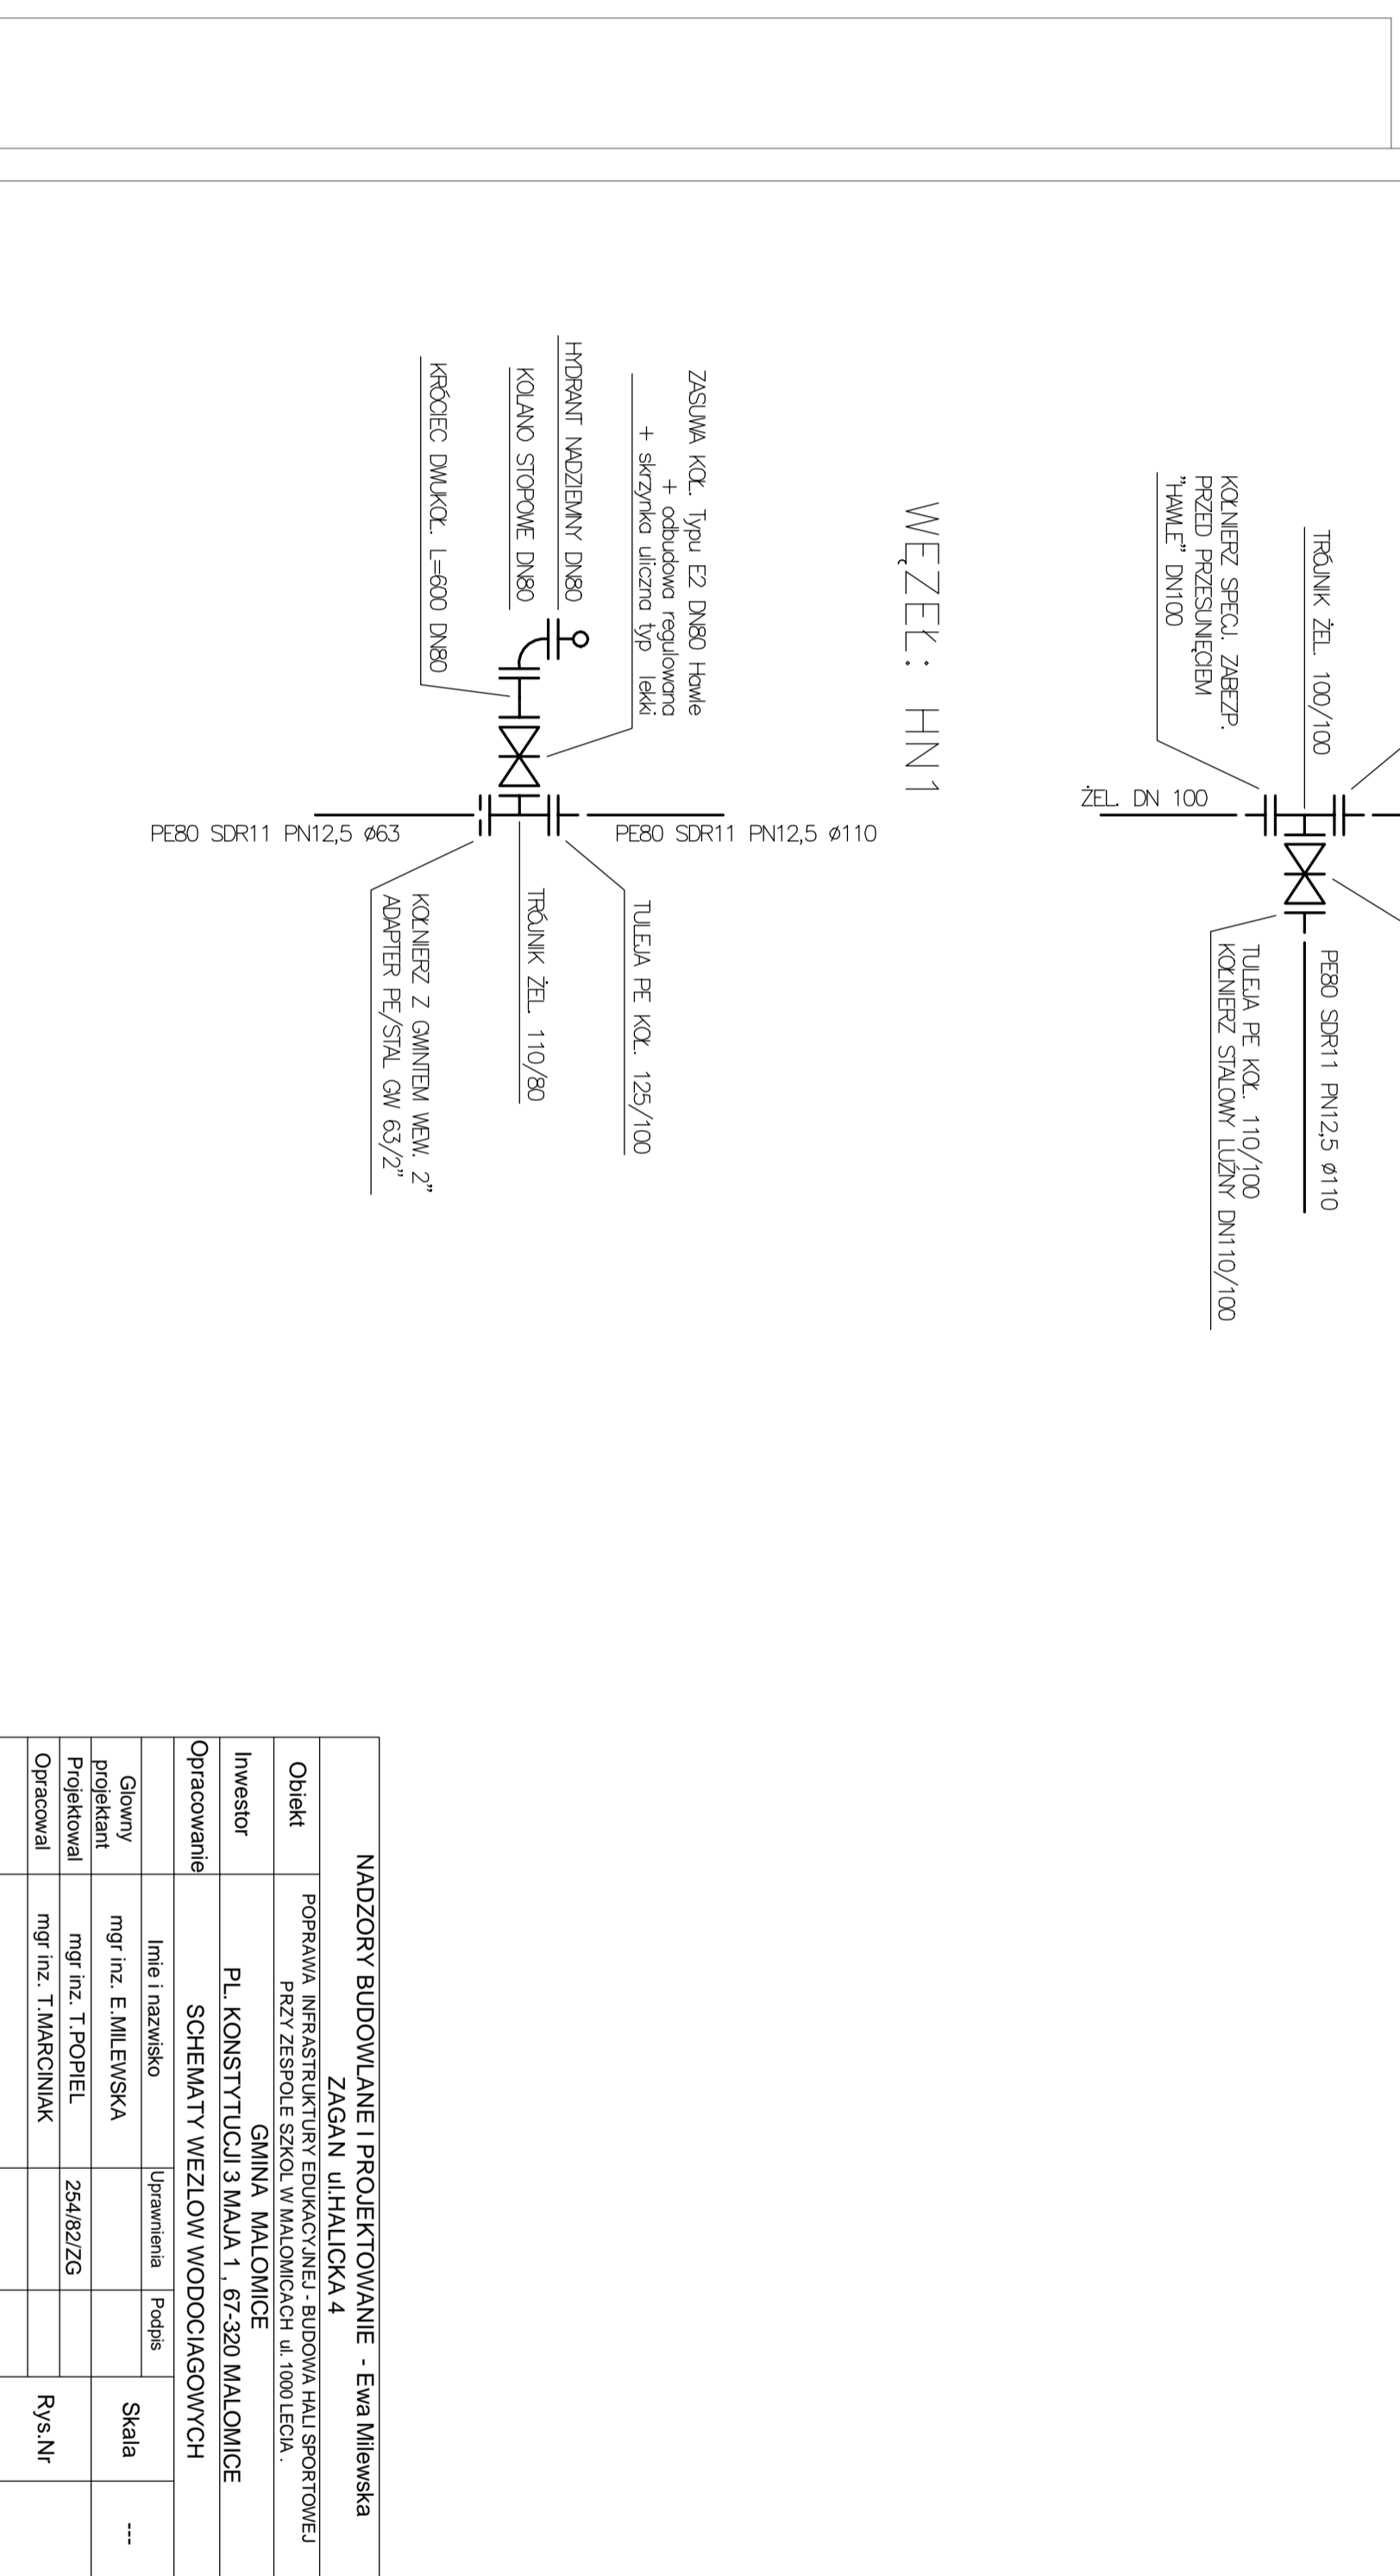 TRÓJNIK ŻEL. 100/100
KOŁNIERZ SPECJ. ZABEZP.
PRZED PRZESUNIĘCIEM
"HAWLE" DN100
ŻEL. DN 100
PE80 SDR11 PN12,5 ø110
TULEJA PE KOŁ. 110/100
KOŁNIERZ STALOWY LUŹNY DN110/100
WĘZEŁ: HN1
ZASUWA KOŁ. Typu E2 DN80 Hawle
+ odbudowa regulowana
+ skrzynka uliczna typ lekki
HYDRANT NADZIEMNY DN80
KOLANO STOPOWE DN80
KRÓCIEC DWUKOŁ. L=600 DN80
PE80 SDR11 PN12,5 ø63
PE80 SDR11 PN12,5 ø110
TULEJA PE KOŁ. 125/100
TRÓJNIK ŻEL. 110/80
KOŁNIERZ Z GWINTEM WEW. 2"
ADAPTER PE/STAL GW 63/2"
NADZORY BUDOWLANE I PROJEKTOWANIE - Ewa Milewska
ZAGAN ul.HALICKA 4
Obiekt
POPRAWA INFRASTRUKTURY EDUKACYJNEJ - BUDOWA HALI SPORTOWEJ
PRZY ZESPOLE SZKOL W MALOMICACH ul. 1000 LECIA .
Inwestor
GMINA MALOMICE
PL. KONSTYTUCJI 3 MAJA 1 , 67-320 MALOMICE
Opracowanie
SCHEMATY WEZLOW WODOCIAGOWYCH
Imie i nazwisko
Uprawnienia
Podpis
Glowny
projektant
mgr inz. E.MILEWSKA
Skala
---
Projektowal
mgr inz. T.POPIEL
254/82/ZG
Opracowal
mgr inz. T.MARCINIAK
Rys.Nr